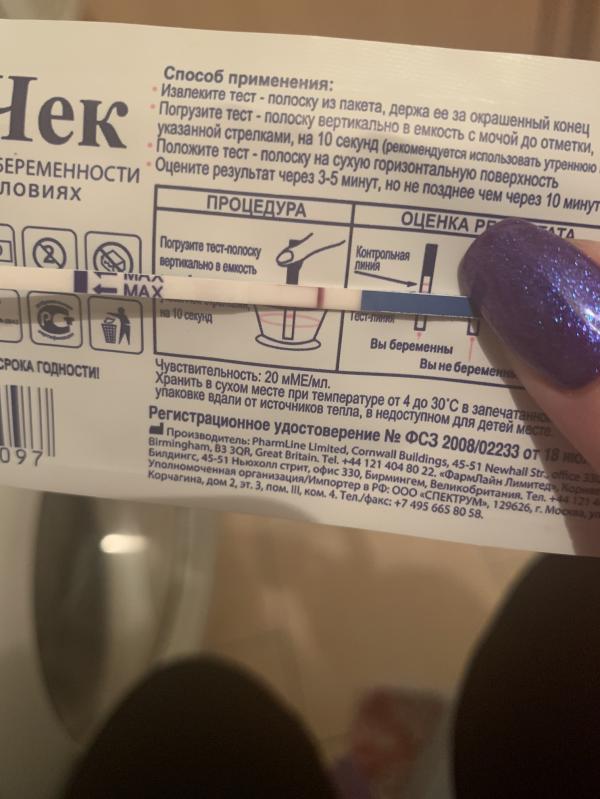 Чек
БЕРЕМЕННОСТИ
ЛОВИЯХ
Способ применения:
• Извлеките тест - полоску из пакета, держа ее за окрашенный конец
• Погрузите тест - полоску вертикально в емкость с мочой до отметки,
указанной стрелками, на 10 секунд (рекомендуется использовать утреннюю
• Положите тест - полоску на сухую горизонтальную поверхность
• Оцените результат через 3-5 минут, но не позднее чем через 10 минут
ПРОЦЕДУРА
Погрузите тест-полоску
вертикально в емкость
на 10 секунд
ОЦЕНКА
Контрольная
линия
Тест-линия
Вы беременны
Вы не беременны
MAX
MAX
2
СРОКА ГОДНОСТИ!
097
Чувствительность: 20 мМЕ/мл.
Хранить в сухом месте при температуре от 4 до 30°С в
упаковке вдали от источников тепла, в недоступном для детей месте.
Регистрационное удостоверение № ФСЗ 2008/02233 от 18
Производитель: PharmLine Limited, Cornwall Buildings, 45-51 Newhall Str., office 330
Birmingham, B3 3QR, Great Britain. Tel. +44 121 404 80 22. «ФармЛайн Лимитед»,
Билдингс, 45-51 Ньюхолл стрит, офис 330, Бирмингем, Великобритания. Тел. +44 121
Уполномоченная организация/Импортер в РФ: ООО «СПЕКТРУМ», 129626, г. Москва,
Корчагина, дом 2, эт. 3, пом. III, ком. 4. Тел./факс: +7 495 665 80 58.